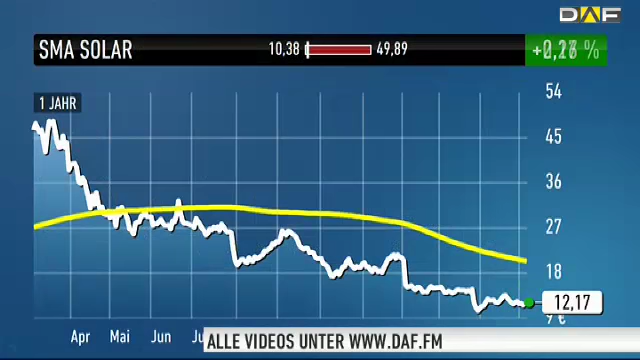 DAF
SMA SOLAR
10,38
49,89
1 JAHR
54
45
36
27
18
12,17
9 €
Apr Mai Jun
ALLE VIDEOS UNTER WWW.DAF.FM